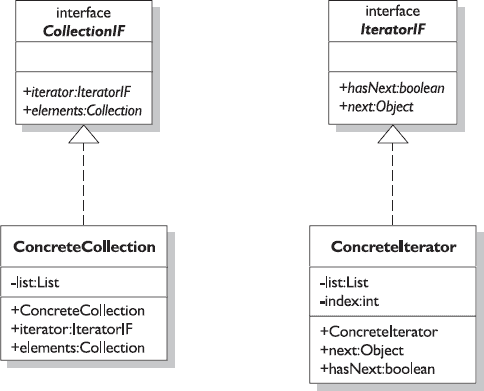 interface
CollectionIF
+iterator:IteratorIF
+elements:Collection
interface
IteratorIF
+hasNext:boolean
+next:Object
ConcreteCollection
-list:List
+ConcreteCollection
+iterator:IteratorIF
+elements:Collection
ConcreteIterator
-list:List
-index:int
+ConcreteIterator
+next:Object
+hasNext:boolean